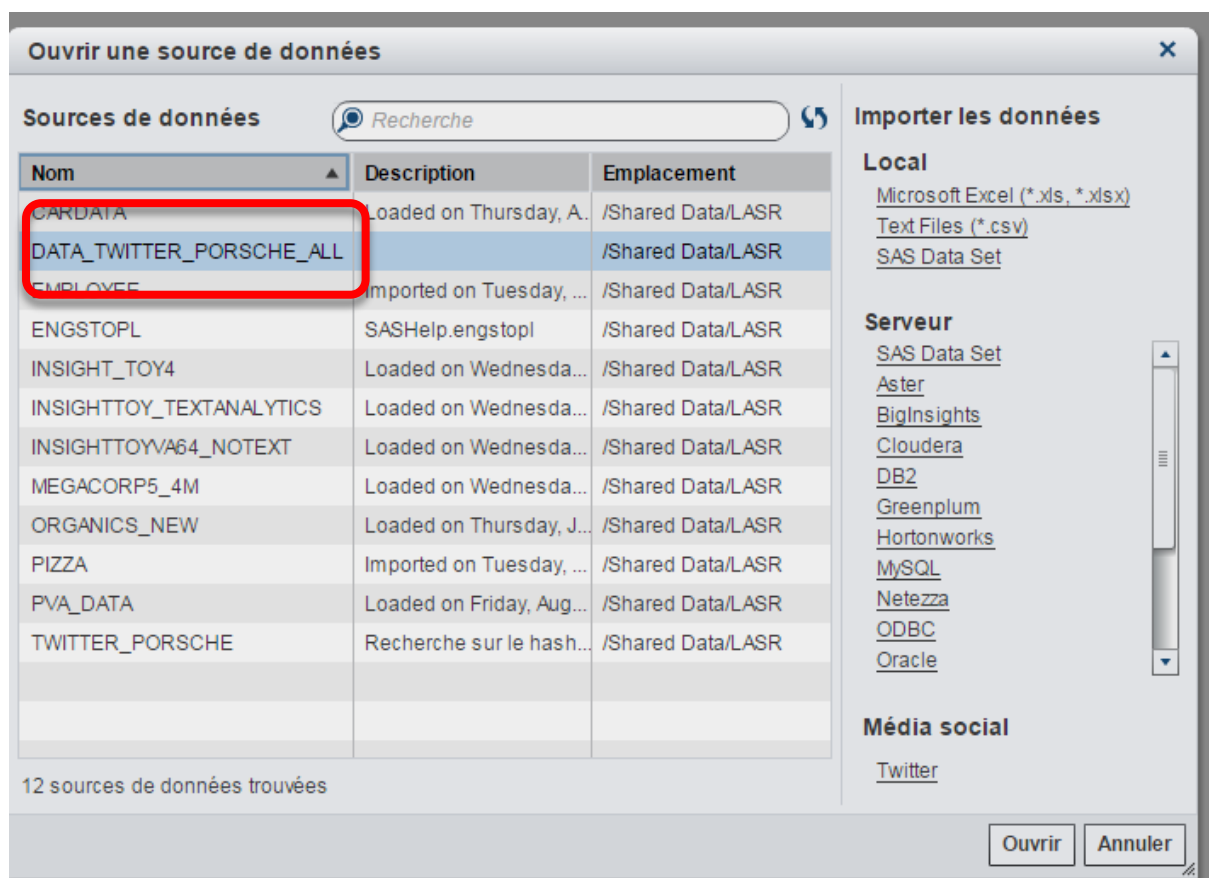 Ouvrir une source de données
Sources de données
Recherche
Nom Description Emplacement
CARDATA Loaded on Thursday, A.. /Shared Data/LASR
DATA_TWITTER_PORSCHE_ALL /Shared Data/LASR
EMPLOYEE Imported on Tuesday, ... /Shared Data/LASR
ENGSTOPL SASHelp.engstopl /Shared Data/LASR
INSIGHT_TOY4 Loaded on Wednesda... /Shared Data/LASR
INSIGHTTOY_TEXTANALYTICS Loaded on Wednesda... /Shared Data/LASR
INSIGHTTOYVA64_NOTEXT Loaded on Wednesda... /Shared Data/LASR
MEGACORP5_4M Loaded on Wednesda... /Shared Data/LASR
ORGANICS_NEW Loaded on Thursday, J... /Shared Data/LASR
PIZZA Imported on Tuesday, ... /Shared Data/LASR
PVA_DATA Loaded on Friday, Aug... /Shared Data/LASR
TWITTER_PORSCHE Recherche sur le hash... /Shared Data/LASR
12 sources de données trouvées
Importer les données
Local
Microsoft Excel (*.xls, *.xlsx)
Text Files (*.csv)
SAS Data Set
Serveur
SAS Data Set
Aster
BigInsights
Cloudera
DB2
Greenplum
Hortonworks
MySQL
Netezza
ODBC
Oracle
Média social
Twitter
Ouvrir Annuler